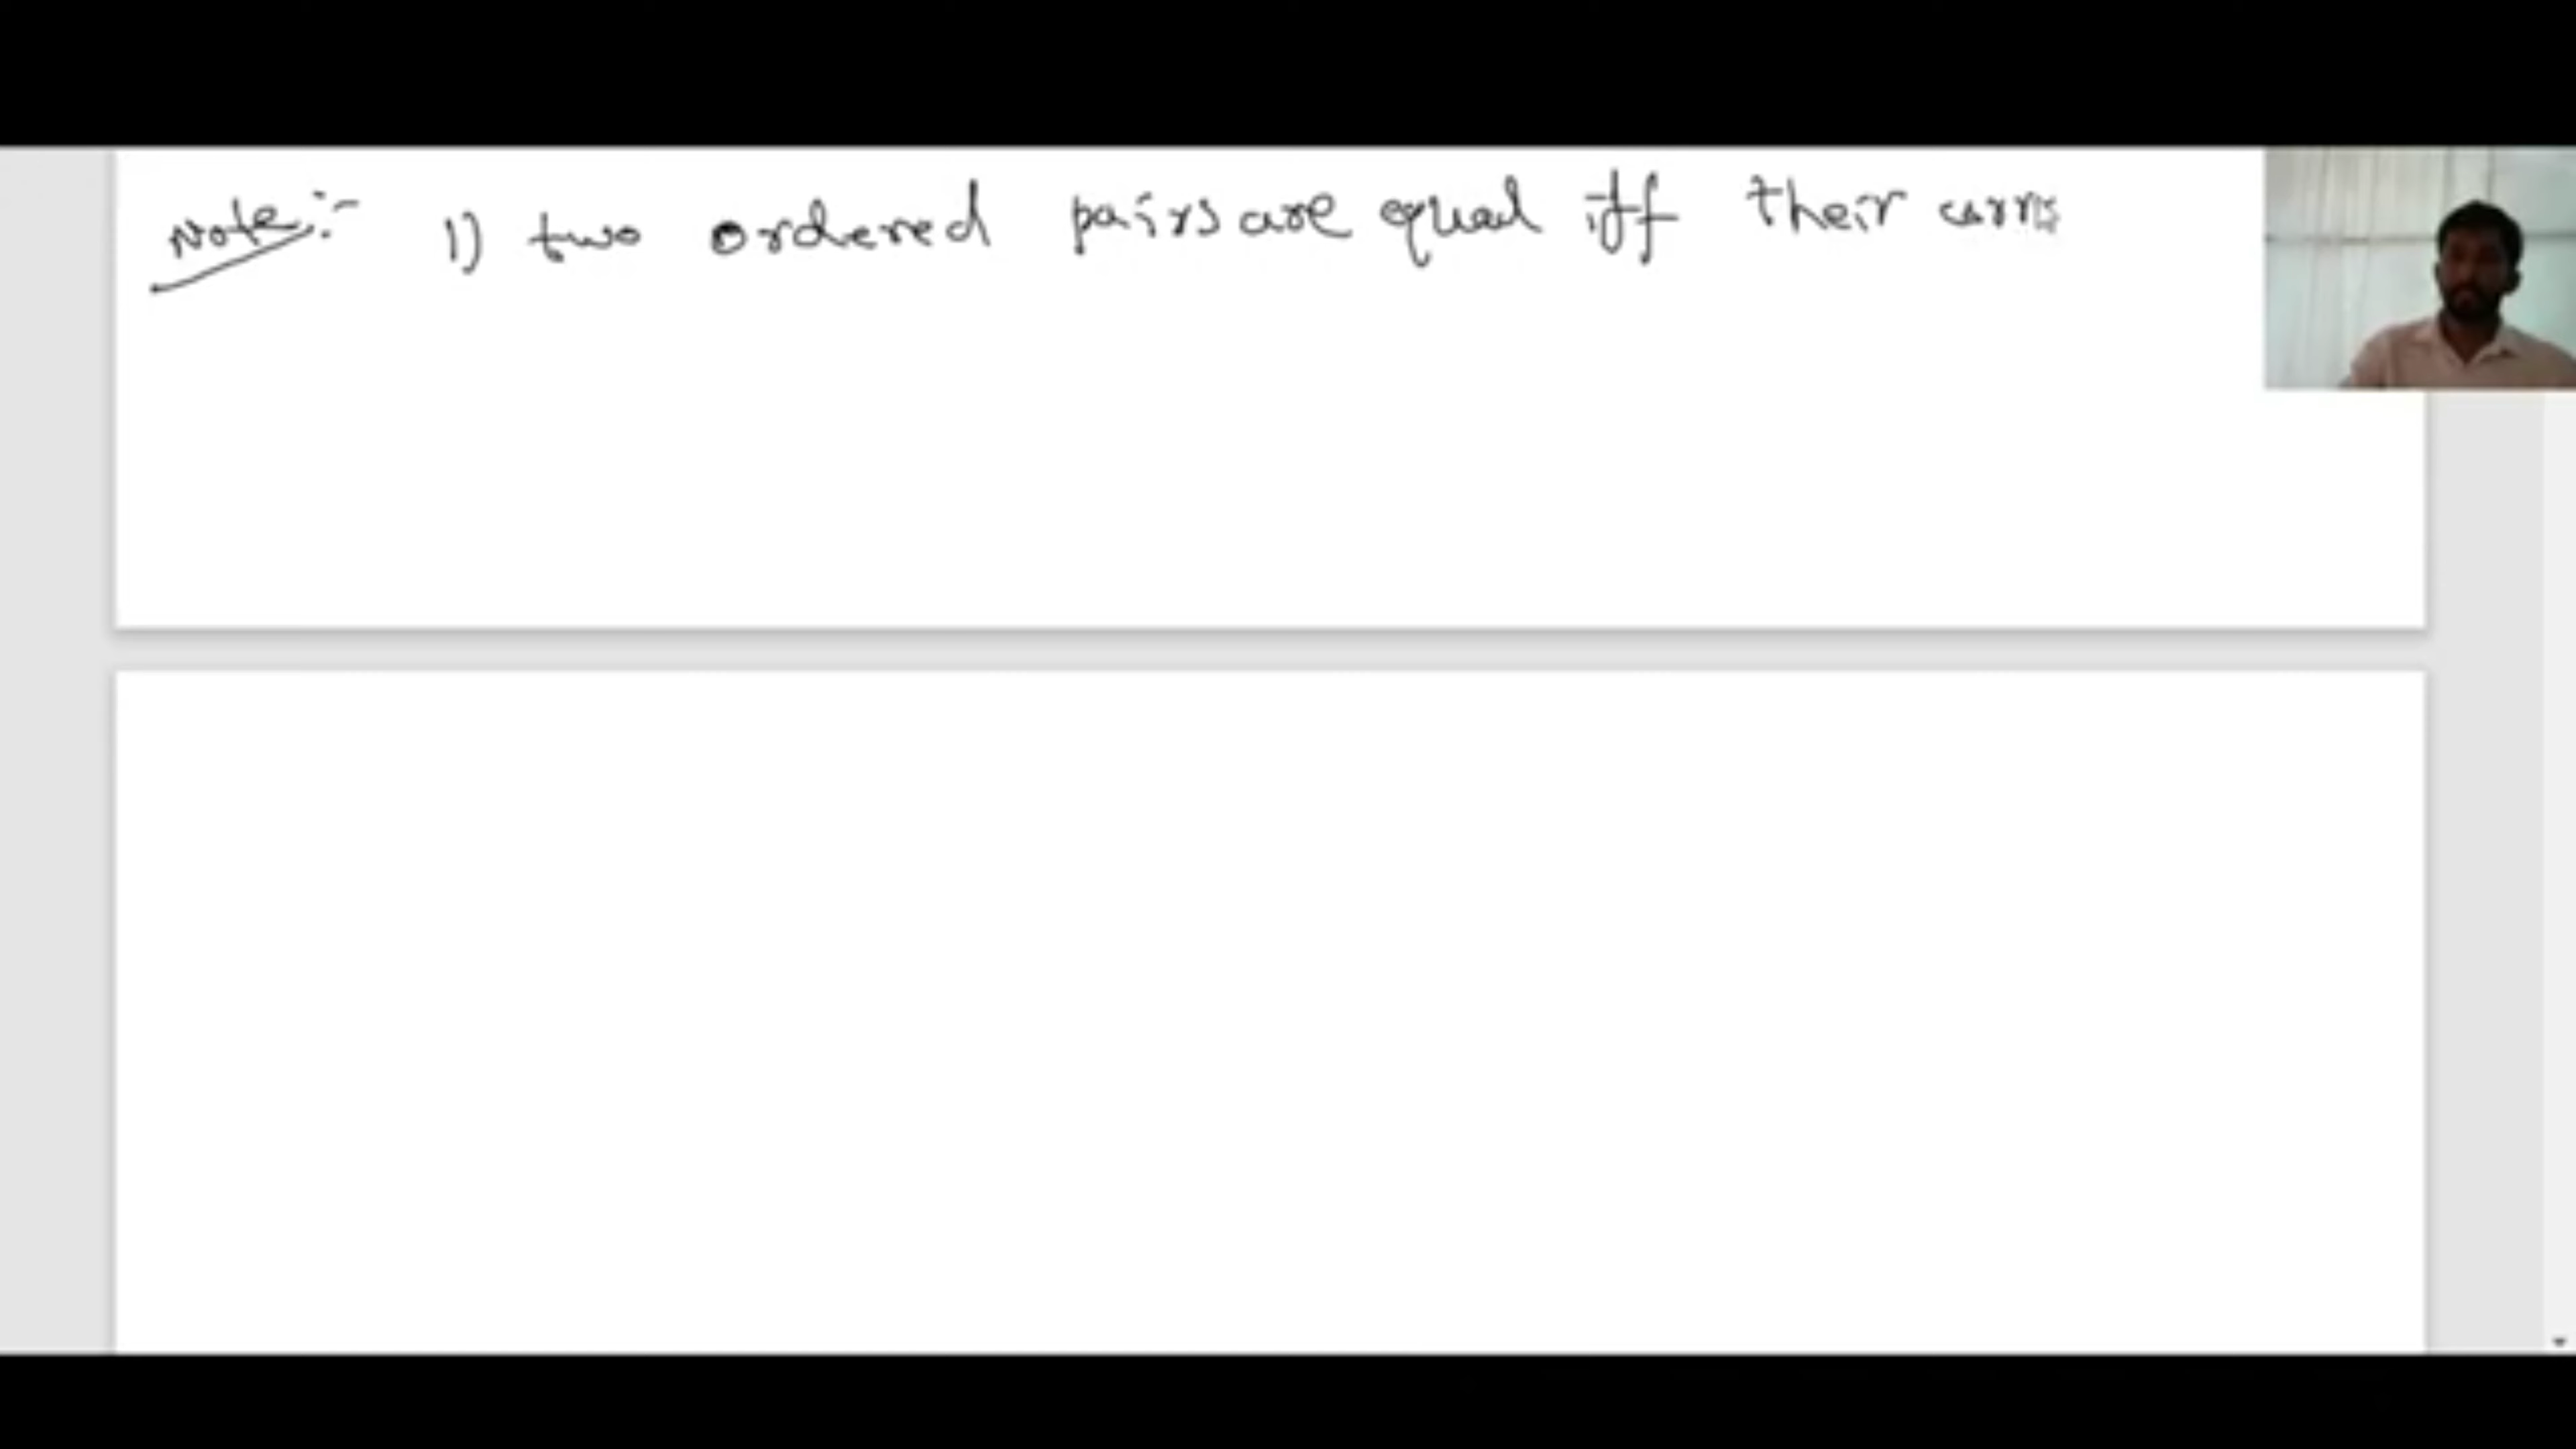 Note:- 1) two ordered pairs are equal iff their